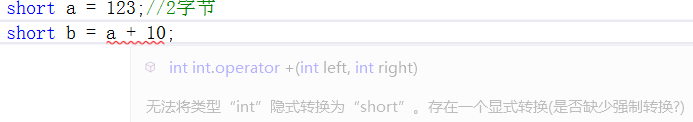 short a = 123;//2字节
short b = a + 10;
int int.operator +(int left, int right)
无法将类型“int”隐式转换为“short”。存在一个显式转换(是否缺少强制转换?)